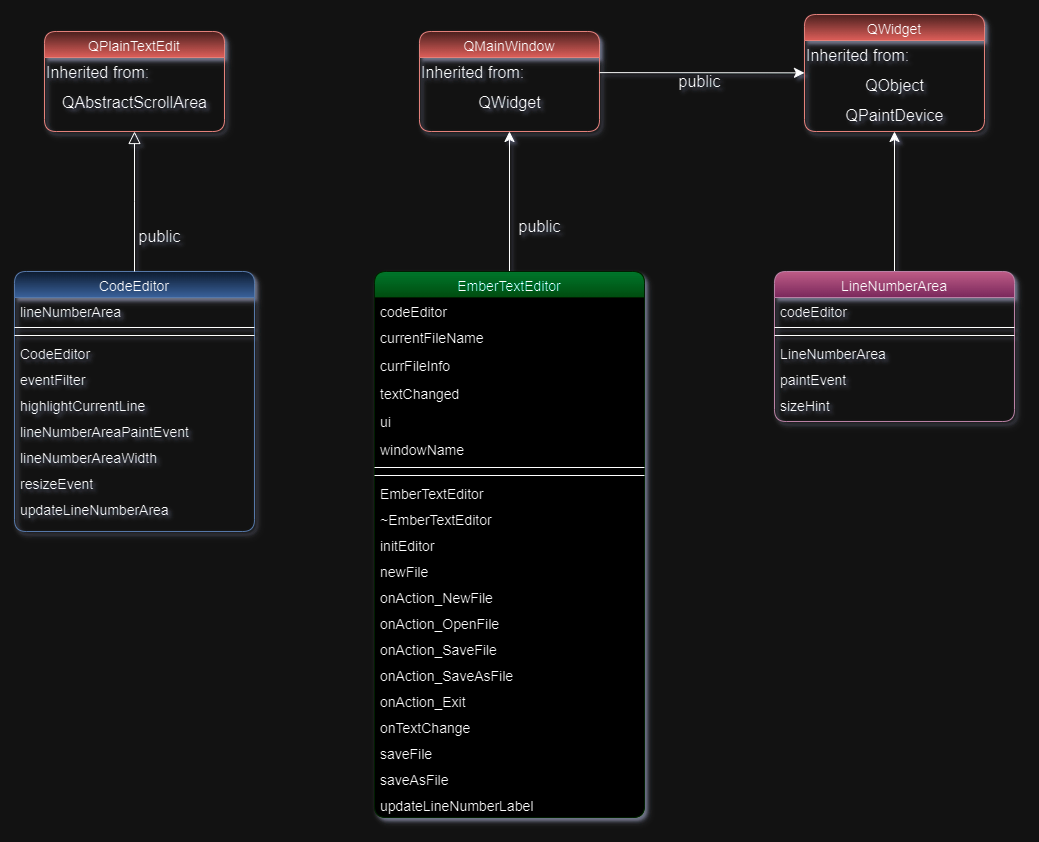 QPlainTextEdit
Inherited from:
QAbstractScrollArea
public
CodeEditor
lineNumberArea
CodeEditor
eventFilter
highlightCurrentLine
lineNumberAreaPaintEvent
lineNumberAreaWidth
resizeEvent
updateLineNumberArea
QMainWindow
Inherited from:
QWidget
public
public
EmberTextEditor
codeEditor
currentFileName
currFileInfo
textChanged
ui
windowName
EmberTextEditor
~EmberTextEditor
initEditor
newFile
onAction_NewFile
onAction_OpenFile
onAction_SaveFile
onAction_SaveAsFile
onAction_Exit
onTextChange
saveFile
saveAsFile
updateLineNumberLabel
QWidget
Inherited from:
QObject
QPaintDevice
LineNumberArea
codeEditor
LineNumberArea
paintEvent
sizeHint